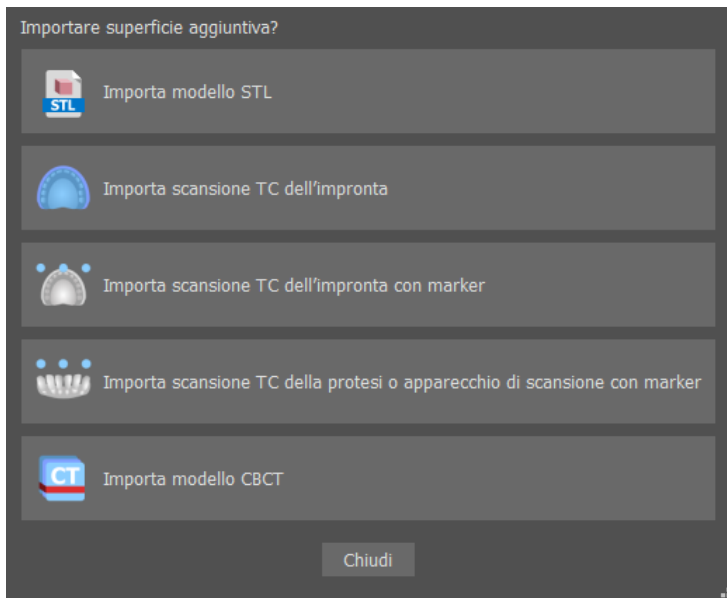 Importare superficie aggiuntiva?
STL
Importa modello STL
Importa scansione TC dell’impronta
Importa scansione TC dell’impronta con marker
Importa scansione TC della protesi o apparecchio di scansione con marker
CT
Importa modello CBCT
Chiudi